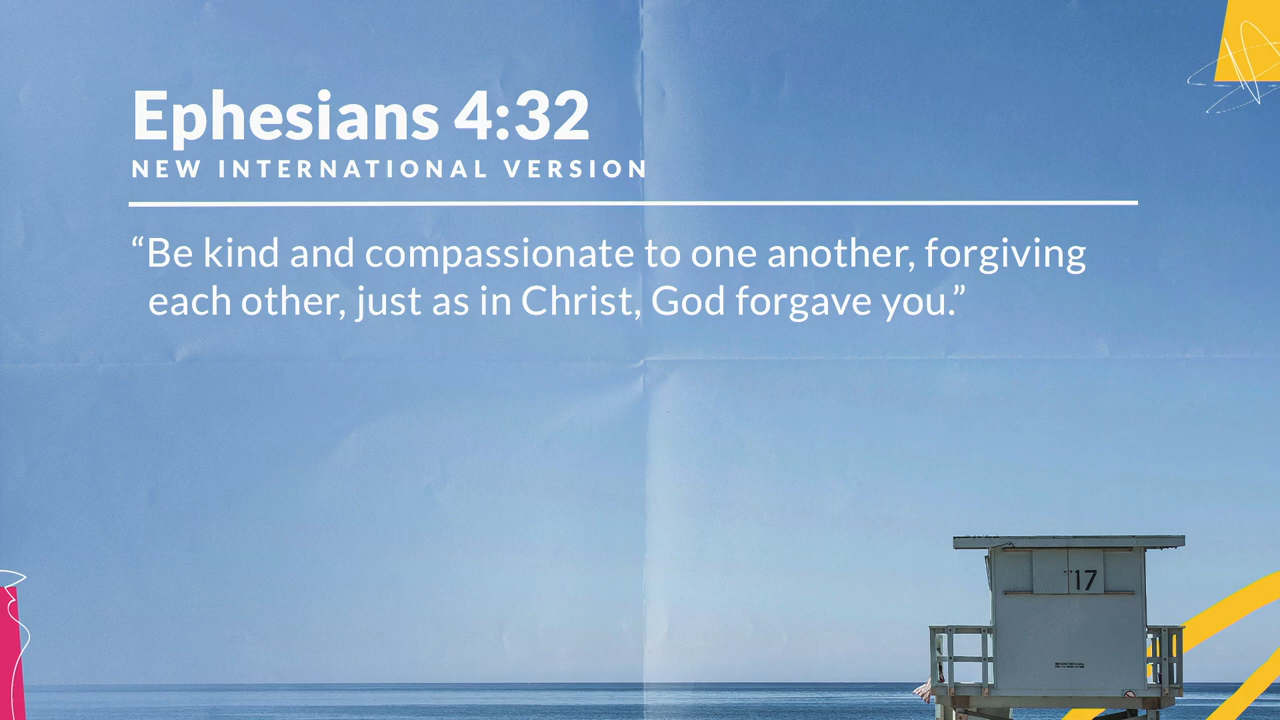 Ephesians 4:32
NEW INTERNATIONAL VERSION
“Be kind and compassionate to one another, forgiving
each other, just as in Christ, God forgave you.”
17